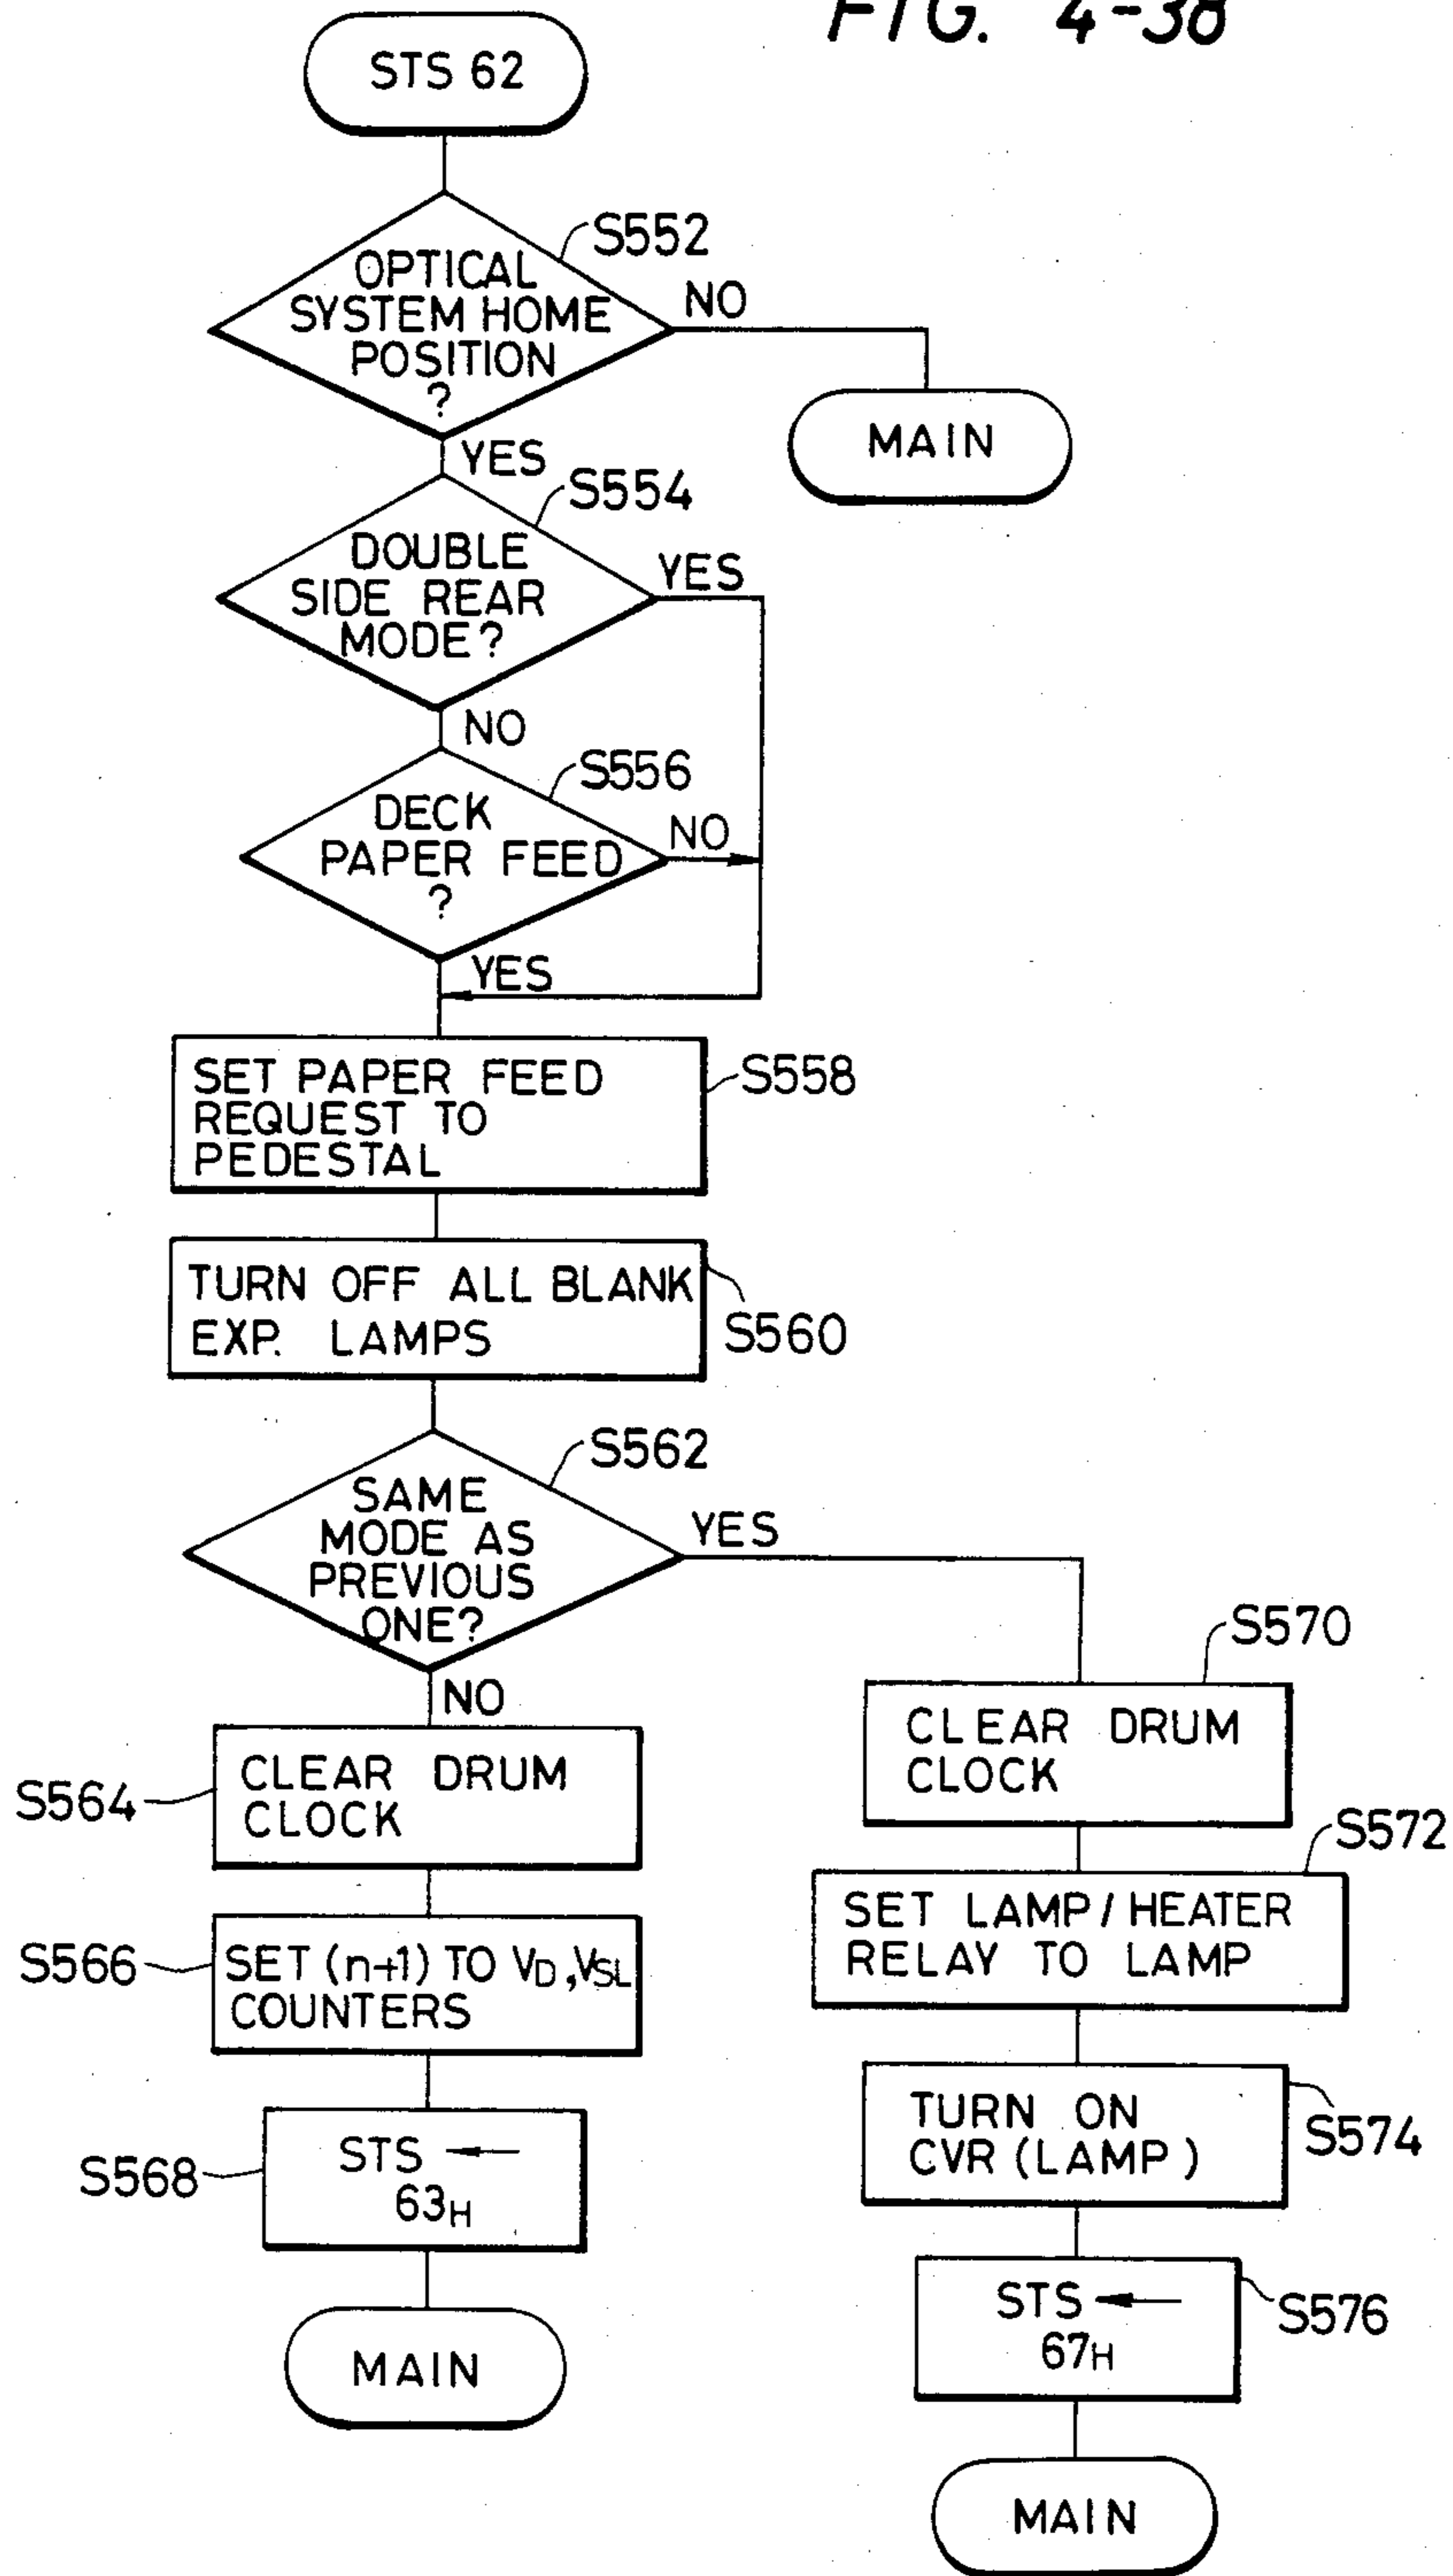 FIG. 4-38
STS 62
S552
OPTICAL
SYSTEM HOME
POSITION
?
NO
MAIN
YES
S554
DOUBLE
SIDE REAR
MODE?
YES
NO
S556
DECK
PAPER FEED
?
NO
YES
SET PAPER FEED
REQUEST TO
PEDESTAL
S558
TURN OFF ALL BLANK
EXP. LAMPS
S560
S562
SAME
MODE AS
PREVIOUS
ONE?
YES
NO
S564
CLEAR DRUM
CLOCK
S566
SET (n+1) TO VD, VSL
COUNTERS
S568
STS ←
63H
MAIN
S570
CLEAR DRUM
CLOCK
S572
SET LAMP/HEATER
RELAY TO LAMP
TURN ON
CVR (LAMP)
S574
STS ←
67H
S576
MAIN